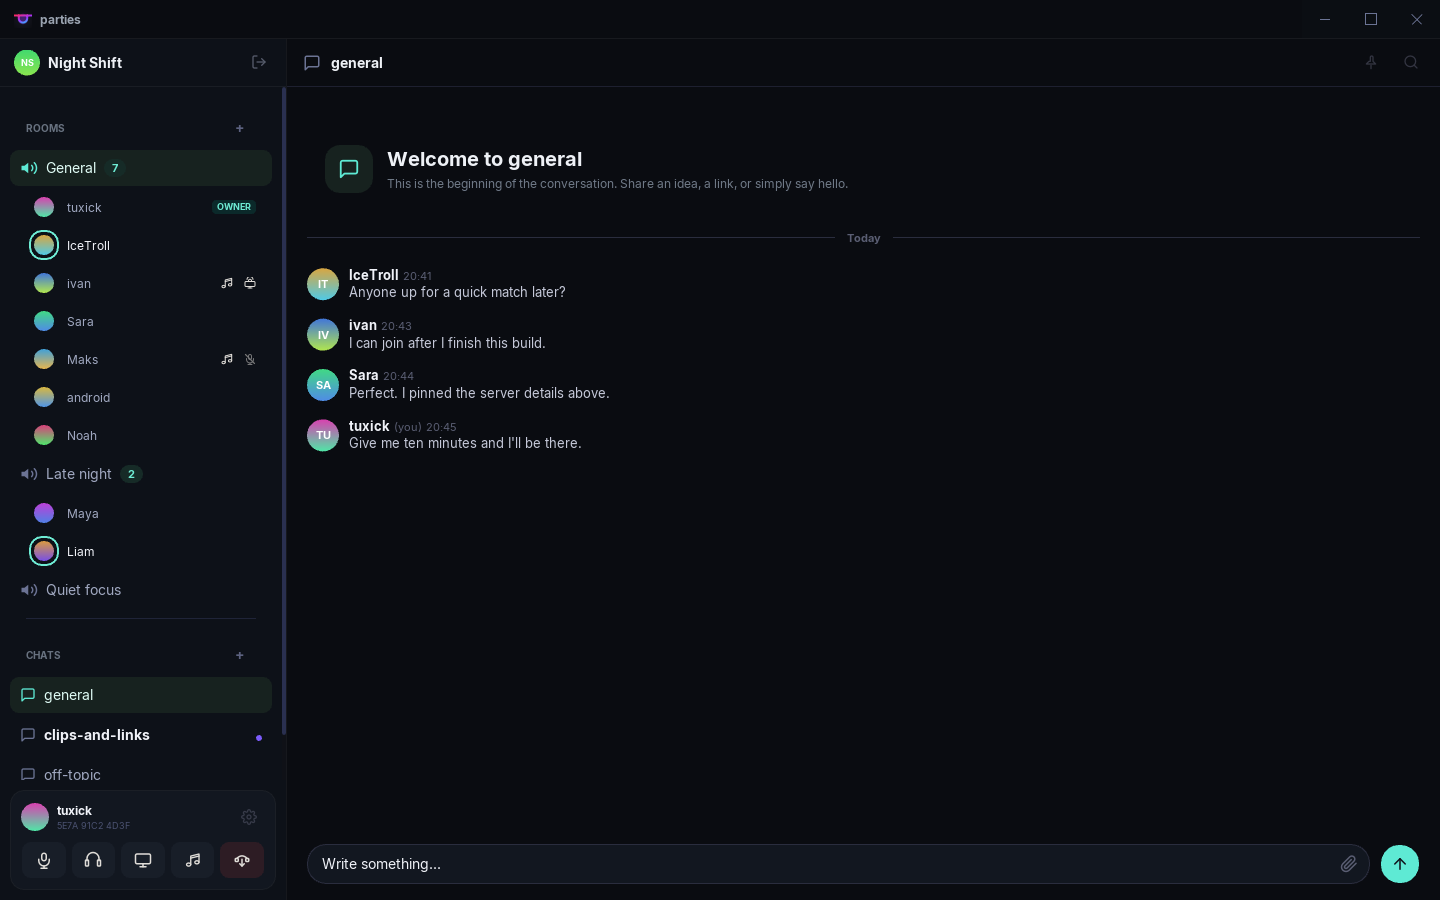 parties
NS Night Shift
general
ROOMS +
General 7
tuxick OWNER
IceTroll
ivan
Sara
Maks
android
Noah
Late night 2
Maya
Liam
Quiet focus
CHATS +
general
clips-and-links
off-topic
tuxick
5E7A 91C2 4D3F
Welcome to general
This is the beginning of the conversation. Share an idea, a link, or simply say hello.
Today
IT IceTroll 20:41
Anyone up for a quick match later?
IV ivan 20:43
I can join after I finish this build.
SA Sara 20:44
Perfect. I pinned the server details above.
TU tuxick (you) 20:45
Give me ten minutes and I'll be there.
Write something...